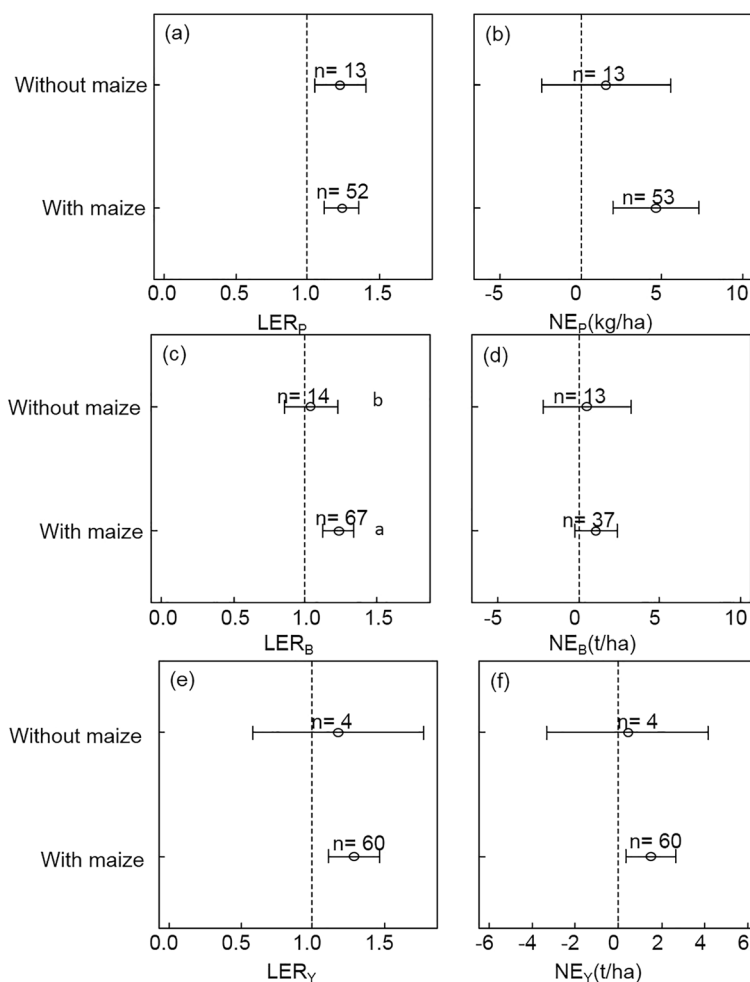 (a)
(b)
Without maize
n= 13
n= 13
With maize
n= 52
n= 53
0.0 0.5 1.0 1.5
-5 0 5 10
LERP
NEP(kg/ha)
(c)
(d)
Without maize
n= 14
b
n= 13
With maize
n= 67
a
n= 37
0.0 0.5 1.0 1.5
-5 0 5 10
LERB
NEB(t/ha)
(e)
(f)
Without maize
n= 4
n= 4
With maize
n= 60
n= 60
0.0 0.5 1.0 1.5
-6 -4 -2 0 2 4 6
LERY
NEY(t/ha)